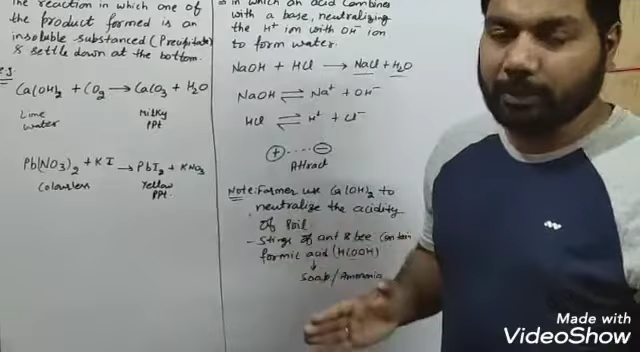 the reaction in which one of
the product formed is an
insoluble substanced (Precipitate)
& settle down at the bottom.
e.g.
Ca(OH)2 + CO2 → CaCO3 + H2O
Lime water
Milky PPt
Pb(NO3)2 + KI → PbI2 + KNO3
Colourless
Yellow PPt.
in which an acid combines
with a base, neutralizing
the H+ ion with OH- ion
to form water.
NaOH + HCl → NaCl + H2O
NaOH ⇌ Na+ + OH-
HCl ⇌ H+ + Cl-
+ ..... -
Attract
Note: Farmer use Ca(OH)2 to
neutralize the acidity
of soil.
- Stings of ant & bee contain
formic acid (HCOOH)
↓
Soap/Ammonia
Made with
VideoShow